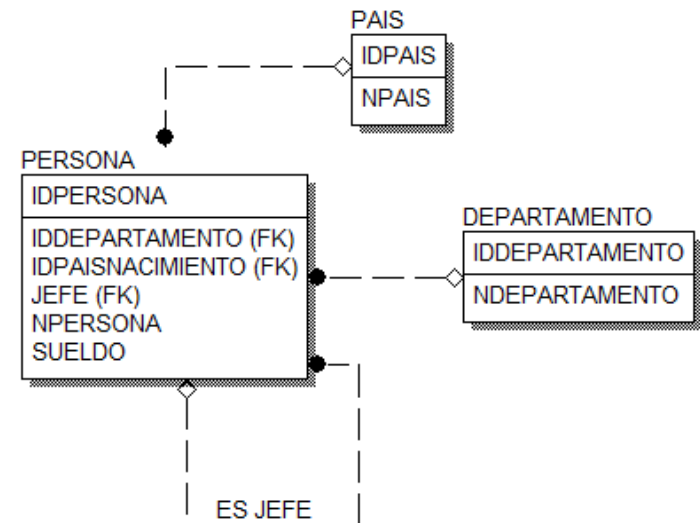 PAIS
IDPAIS
NPAIS
PERSONA
IDPERSONA
IDDEPARTAMENTO (FK)
IDPAISNACIMIENTO (FK)
JEFE (FK)
NPERSONA
SUELDO
DEPARTAMENTO
IDDEPARTAMENTO
NDEPARTAMENTO
ES JEFE